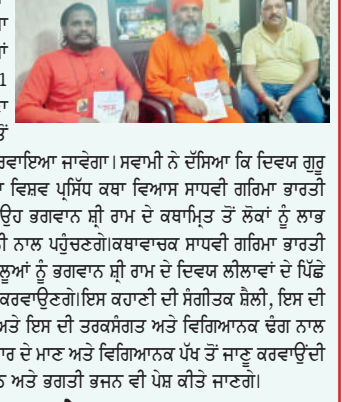 ਾ
ਾਂ
1
ਾ
ਤੋਂ
ਰਵਾਇਆ ਜਾਵੇਗਾ। ਸਵਾਮੀ ਨੇ ਦੱਸਿਆ ਕਿ ਦਿਵਯ ਗੁਰੂ
ਾ ਵਿਸ਼ਵ ਪ੍ਰਸਿੱਧ ਕਥਾ ਵਿਆਸ ਸਾਧਵੀ ਗਰਿਮਾ ਭਾਰਤੀ
ਉਹ ਭਗਵਾਨ ਸ਼੍ਰੀ ਰਾਮ ਦੇ ਕਥਾਮ੍ਰਿਤ ਤੋਂ ਲੋਕਾਂ ਨੂੰ ਲਾਭ
ੀ ਨਾਲ ਪਹੁੰਚਣਗੇ।ਕਥਾਵਾਚਕ ਸਾਧਵੀ ਗਰਿਮਾ ਭਾਰਤੀ
ਲੂਆਂ ਨੂੰ ਭਗਵਾਨ ਸ਼੍ਰੀ ਰਾਮ ਦੇ ਦਿਵਯ ਲੀਲਾਵਾਂ ਦੇ ਪਿੱਛੇ
ਕਰਵਾਉਣਗੇ।ਇਸ ਕਹਾਣੀ ਦੀ ਸੰਗੀਤਕ ਸ਼ੈਲੀ, ਇਸ ਦੀ
ਅਤੇ ਇਸ ਦੀ ਤਰਕਸੰਗਤ ਅਤੇ ਵਿਗਿਆਨਕ ਢੰਗ ਨਾਲ
ਾਰ ਦੇ ਮਾਣ ਅਤੇ ਵਿਗਿਆਨਕ ਪੱਖ ਤੋਂ ਜਾਣੂ ਕਰਵਾਉਂਦੀ
ਅਤੇ ਭਗਤੀ ਭਜਨ ਵੀ ਪੇਸ਼ ਕੀਤੇ ਜਾਣਗੇ।